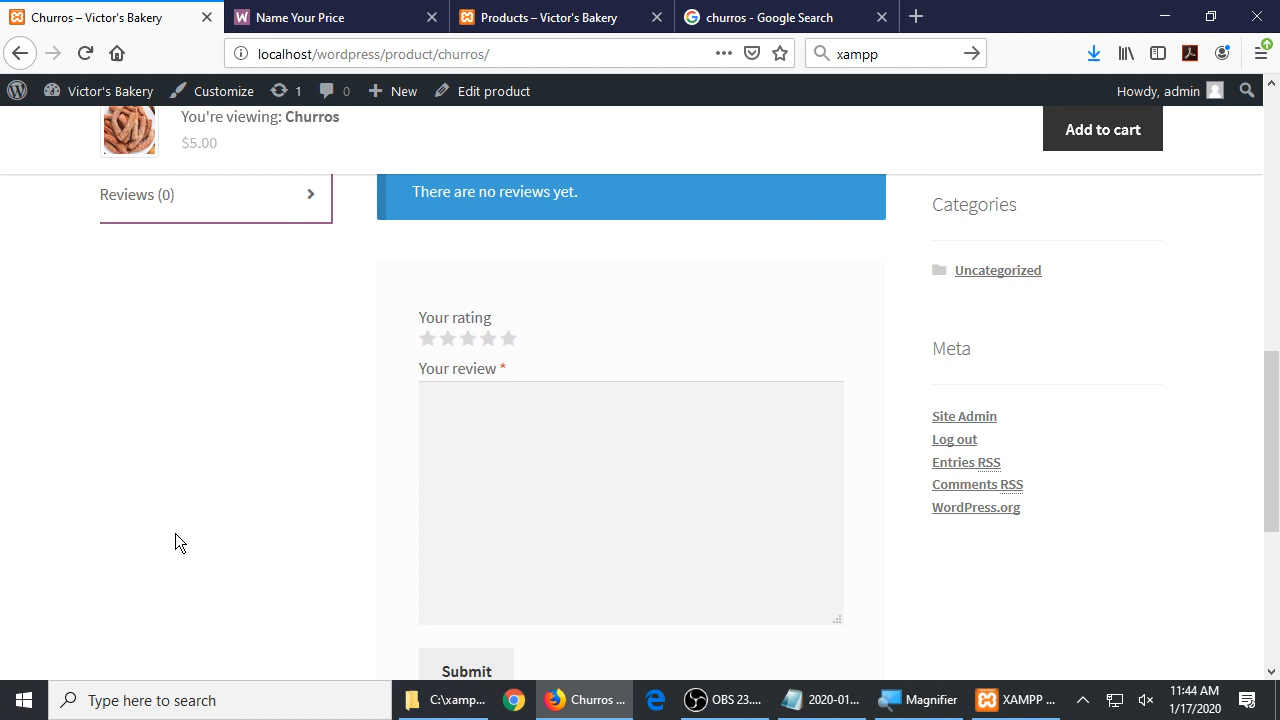 Churros – Victor's Bakery
Name Your Price
Products – Victor's Bakery
churros - Google Search
localhost/wordpress/product/churros/
xampp
Victor's Bakery
Customize
1
0
New
Edit product
Howdy, admin
You're viewing: Churros
$5.00
Add to cart
Reviews (0)
There are no reviews yet.
Categories
Uncategorized
Your rating
Your review *
Submit
Meta
Site Admin
Log out
Entries RSS
Comments RSS
WordPress.org
Type here to search
C:\xamp...
Churros ...
OBS 23....
2020-01...
Magnifier
XAMPP ...
11:44 AM
1/17/2020